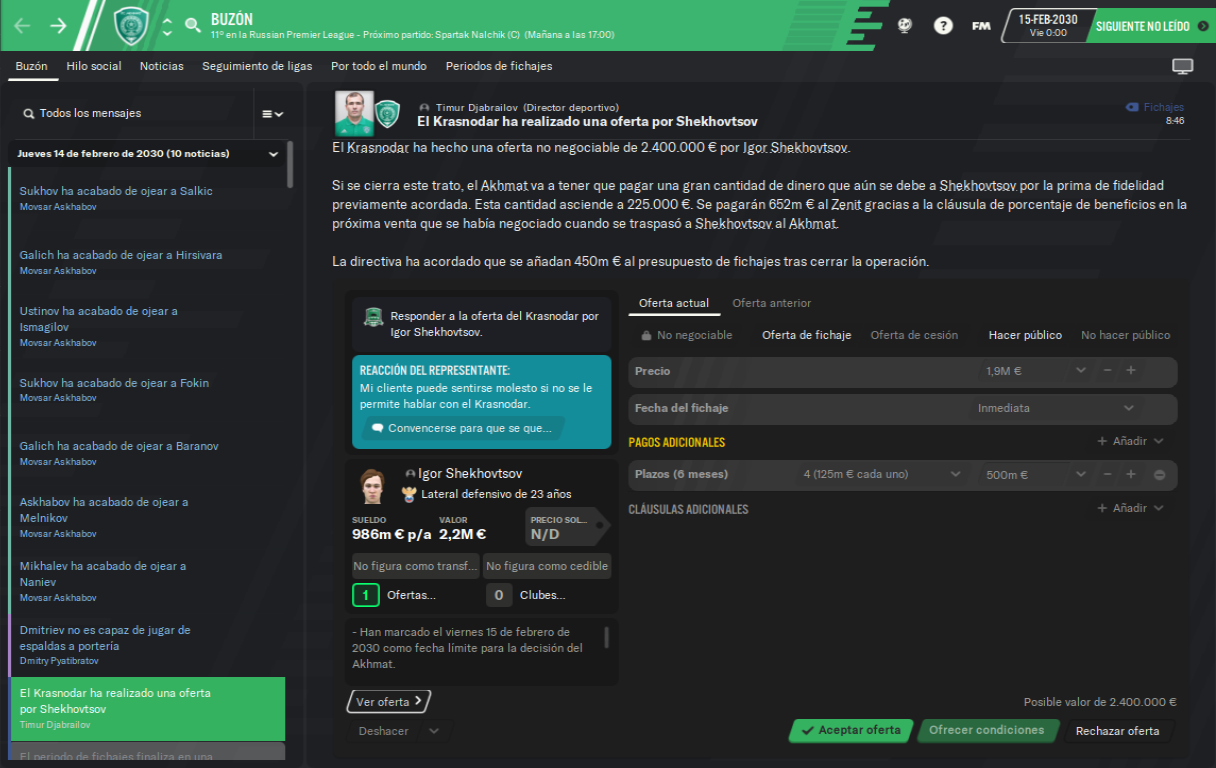 BUZÓN
11º en la Russian Premier League - Próximo partido: Spartak Nalchik (C) (Mañana a las 17:00)
?
FM
15-FEB-2030
Vie 0:00
SIGUIENTE NO LEÍDO
Buzón
Hilo social
Noticias
Seguimiento de ligas
Por todo el mundo
Periodos de fichajes
Todos los mensajes
Jueves 14 de febrero de 2030 (10 noticias)
Sukhov ha acabado de ojear a Salkic
Movsar Askhabov
Galich ha acabado de ojear a Hirsivara
Movsar Askhabov
Ustinov ha acabado de ojear a
Ismagilov
Movsar Askhabov
Sukhov ha acabado de ojear a Fokin
Movsar Askhabov
Galich ha acabado de ojear a Baranov
Movsar Askhabov
Askhabov ha acabado de ojear a
Melnikov
Movsar Askhabov
Mikhalev ha acabado de ojear a
Naniev
Movsar Askhabov
Dmitriev no es capaz de jugar de
espaldas a portería
Dmitry Pyatibratov
El Krasnodar ha realizado una oferta
por Shekhovtsov
Timur Djabrailov
El periodo de fichajes finaliza en una
Timur Djabrailov (Director deportivo)
El Krasnodar ha realizado una oferta por Shekhovtsov
Fichajes
8:46
El Krasnodar ha hecho una oferta no negociable de 2.400.000 € por Igor Shekhovtsov.
Si se cierra este trato, el Akhmat va a tener que pagar una gran cantidad de dinero que aún se debe a Shekhovtsov por la prima de fidelidad
previamente acordada. Esta cantidad asciende a 225.000 €. Se pagarán 652m € al Zenit gracias a la cláusula de porcentaje de beneficios en la
próxima venta que se había negociado cuando se traspasó a Shekhovtsov al Akhmat.
La directiva ha acordado que se añadan 450m € al presupuesto de fichajes tras cerrar la operación.
Responder a la oferta del Krasnodar por
Igor Shekhovtsov.
REACCIÓN DEL REPRESENTANTE:
Mi cliente puede sentirse molesto si no se le
permite hablar con el Krasnodar.
Convencerse para que se que...
Igor Shekhovtsov
Lateral defensivo de 23 años
SUELDO
986m € p/a
VALOR
2,2M €
PRECIO SOL...
N/D
No figura como transf...
No figura como cedible
1
Ofertas...
0
Clubes...
- Han marcado el viernes 15 de febrero de
2030 como fecha límite para la decisión del
Akhmat.
Ver oferta
Deshacer
Oferta actual
Oferta anterior
No negociable
Oferta de fichaje
Oferta de cesión
Hacer público
No hacer público
Precio
1,9M €
Fecha del fichaje
Inmediata
PAGOS ADICIONALES
Añadir
Plazos (6 meses)
4 (125m € cada uno)
500m €
CLÁUSULAS ADICIONALES
Añadir
Posible valor de 2.400.000 €
Aceptar oferta
Ofrecer condiciones
Rechazar oferta